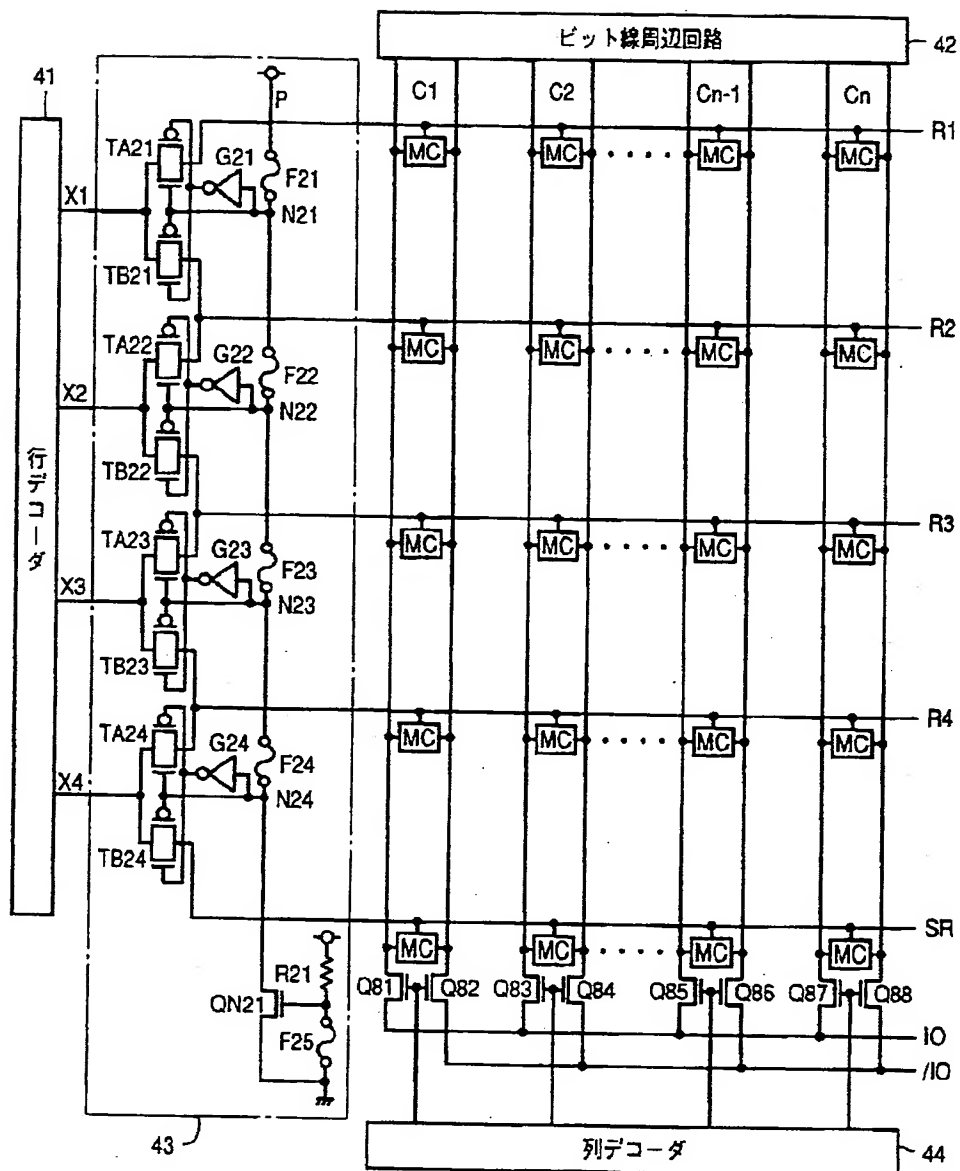 ビット線周辺回路
42
41
行デコーダ
P
C1
C2
Cn-1
Cn
R1
TA21
G21
F21
MC
MC
MC
MC
X1
N21
TB21
R2
TA22
G22
F22
MC
MC
MC
MC
X2
N22
TB22
R3
TA23
G23
F23
MC
MC
MC
MC
X3
N23
TB23
R4
TA24
G24
F24
MC
MC
MC
MC
X4
N24
TB24
SR
MC
MC
MC
MC
R21
QN21
F25
Q81
Q82
Q83
Q84
Q85
Q86
Q87
Q88
IO
/IO
43
列デコーダ
44